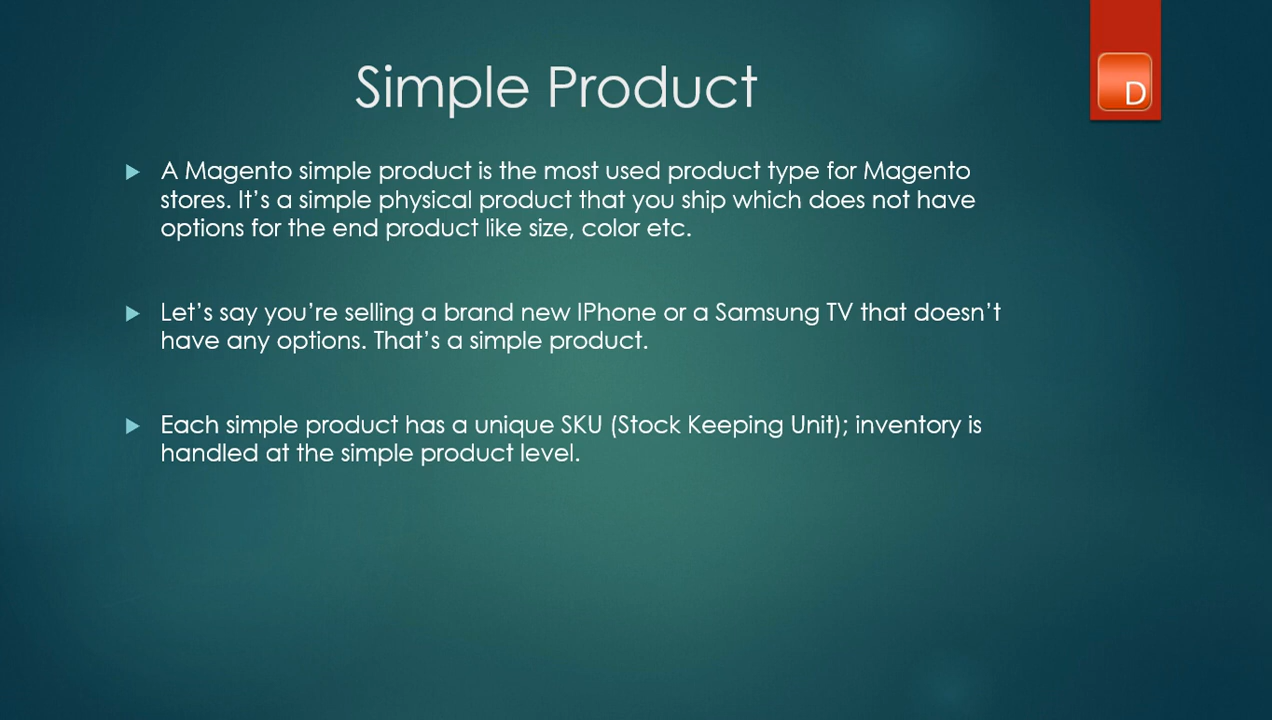 Simple Product
D
A Magento simple product is the most used product type for Magento
stores. It’s a simple physical product that you ship which does not have
options for the end product like size, color etc.
Let’s say you’re selling a brand new IPhone or a Samsung TV that doesn’t
have any options. That’s a simple product.
Each simple product has a unique SKU (Stock Keeping Unit); inventory is
handled at the simple product level.